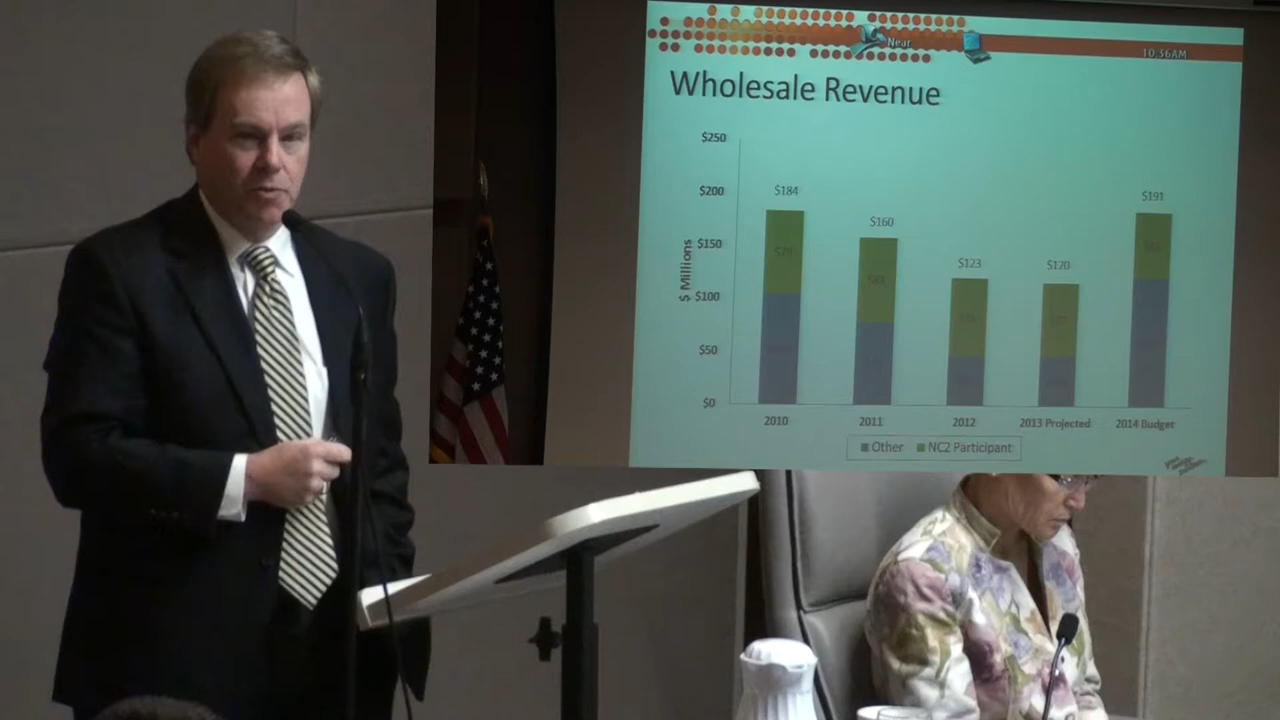 Near
10:36AM
Wholesale Revenue
$250
$200
$150
$100
$50
$0
$ Millions
$184
$160
$123
$120
$191
2010
2011
2012
2013 Projected
2014 Budget
Other
NC2 Participant